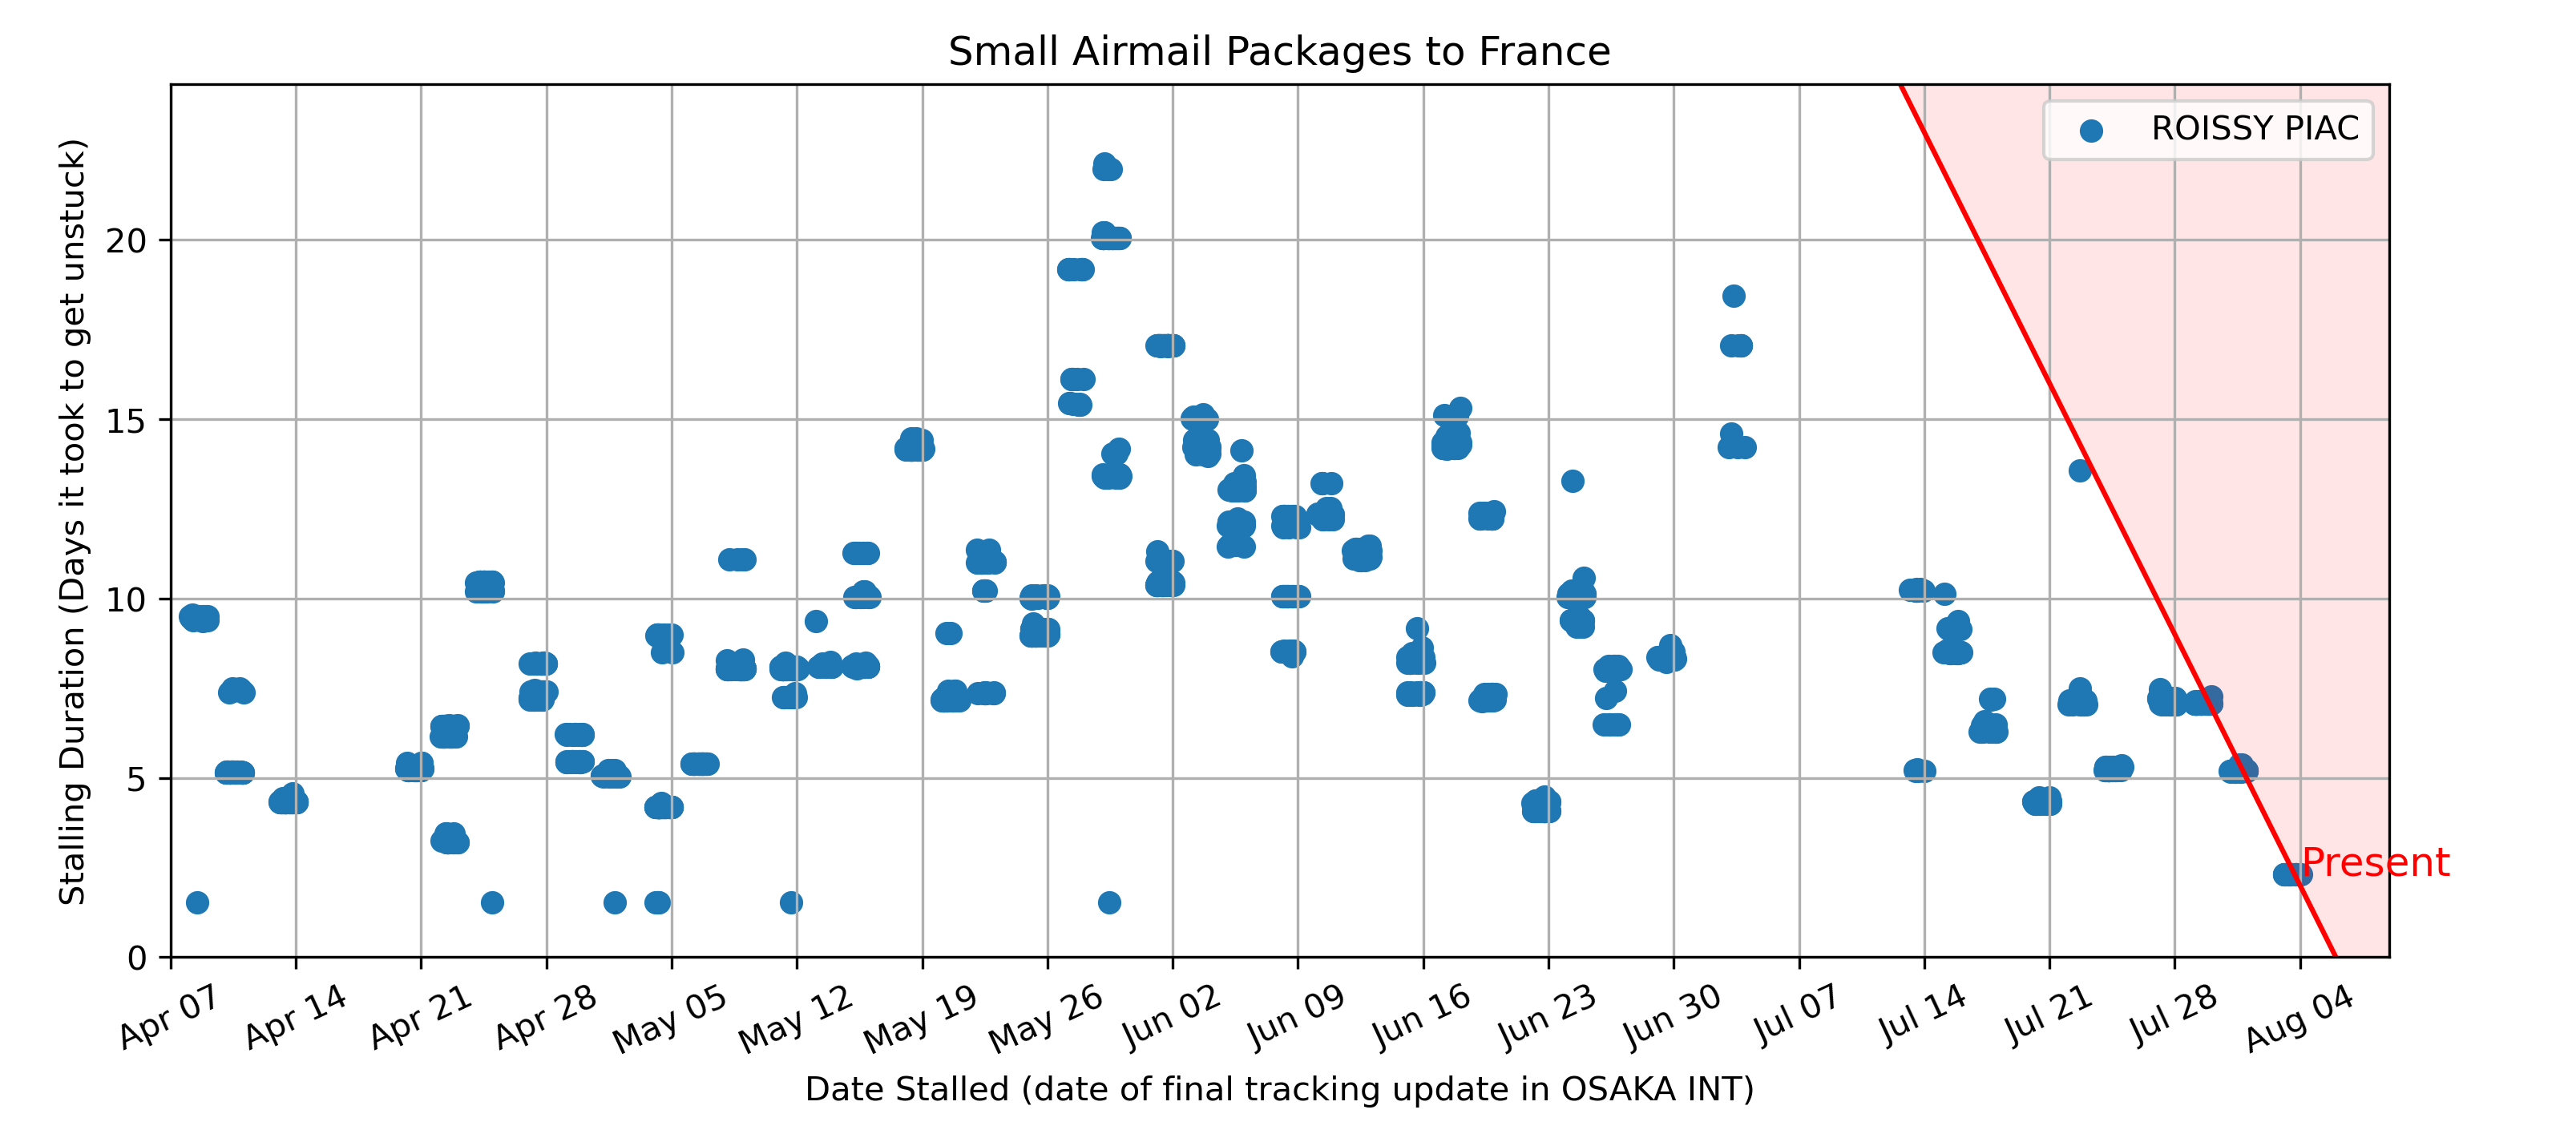 Small Airmail Packages to France
ROISSY PIAC
Stalling Duration (Days it took to get unstuck)
20
15
10
5
0
Present
Apr 07
Apr 14
Apr 21
Apr 28
May 05
May 12
May 19
May 26
Jun 02
Jun 09
Jun 16
Jun 23
Jun 30
Jul 07
Jul 14
Jul 21
Jul 28
Aug 04
Date Stalled (date of final tracking update in OSAKA INT)